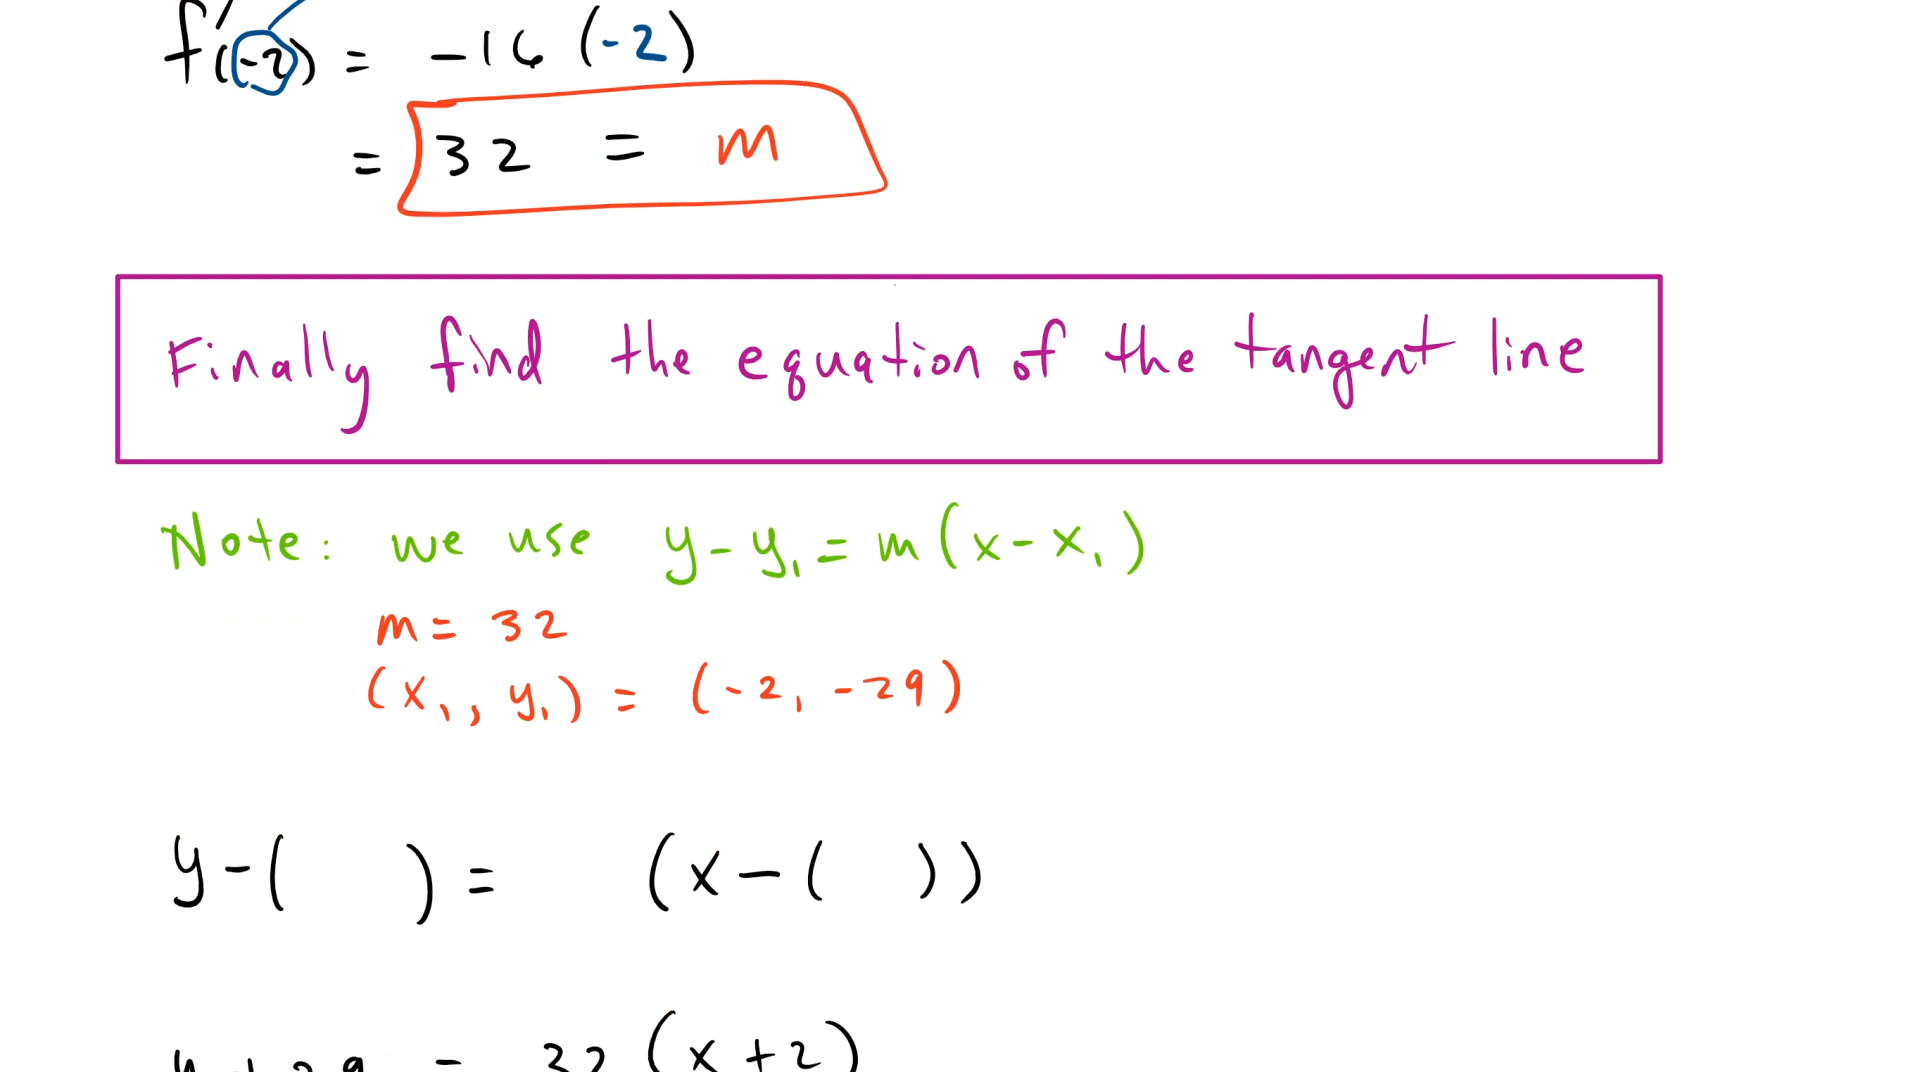 f'(-2) = -16 (-2)
= 32 = m
Finally find the equation of the tangent line
Note: we use y - y₁ = m (x - x₁)
m = 32
(x₁, y₁) = (-2, -29)
y - ( ) = (x - ( ))
y + 29 = 32 (x + 2)